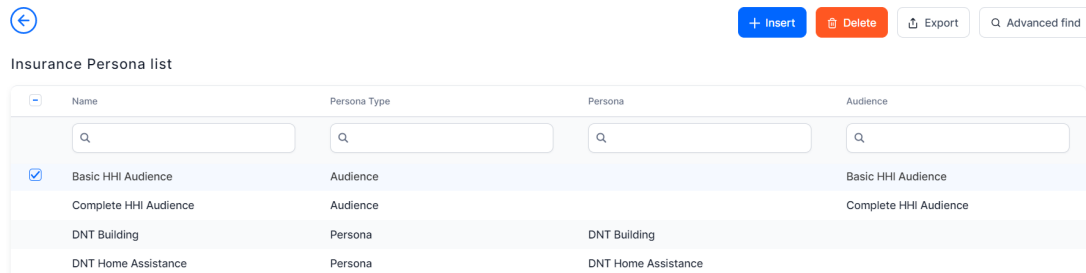 Insert Delete Export Advanced find
Insurance Persona list
Name Persona Type Persona Audience
Basic HHI Audience Audience Basic HHI Audience
Complete HHI Audience Audience Complete HHI Audience
DNT Building Persona DNT Building
DNT Home Assistance Persona DNT Home Assistance